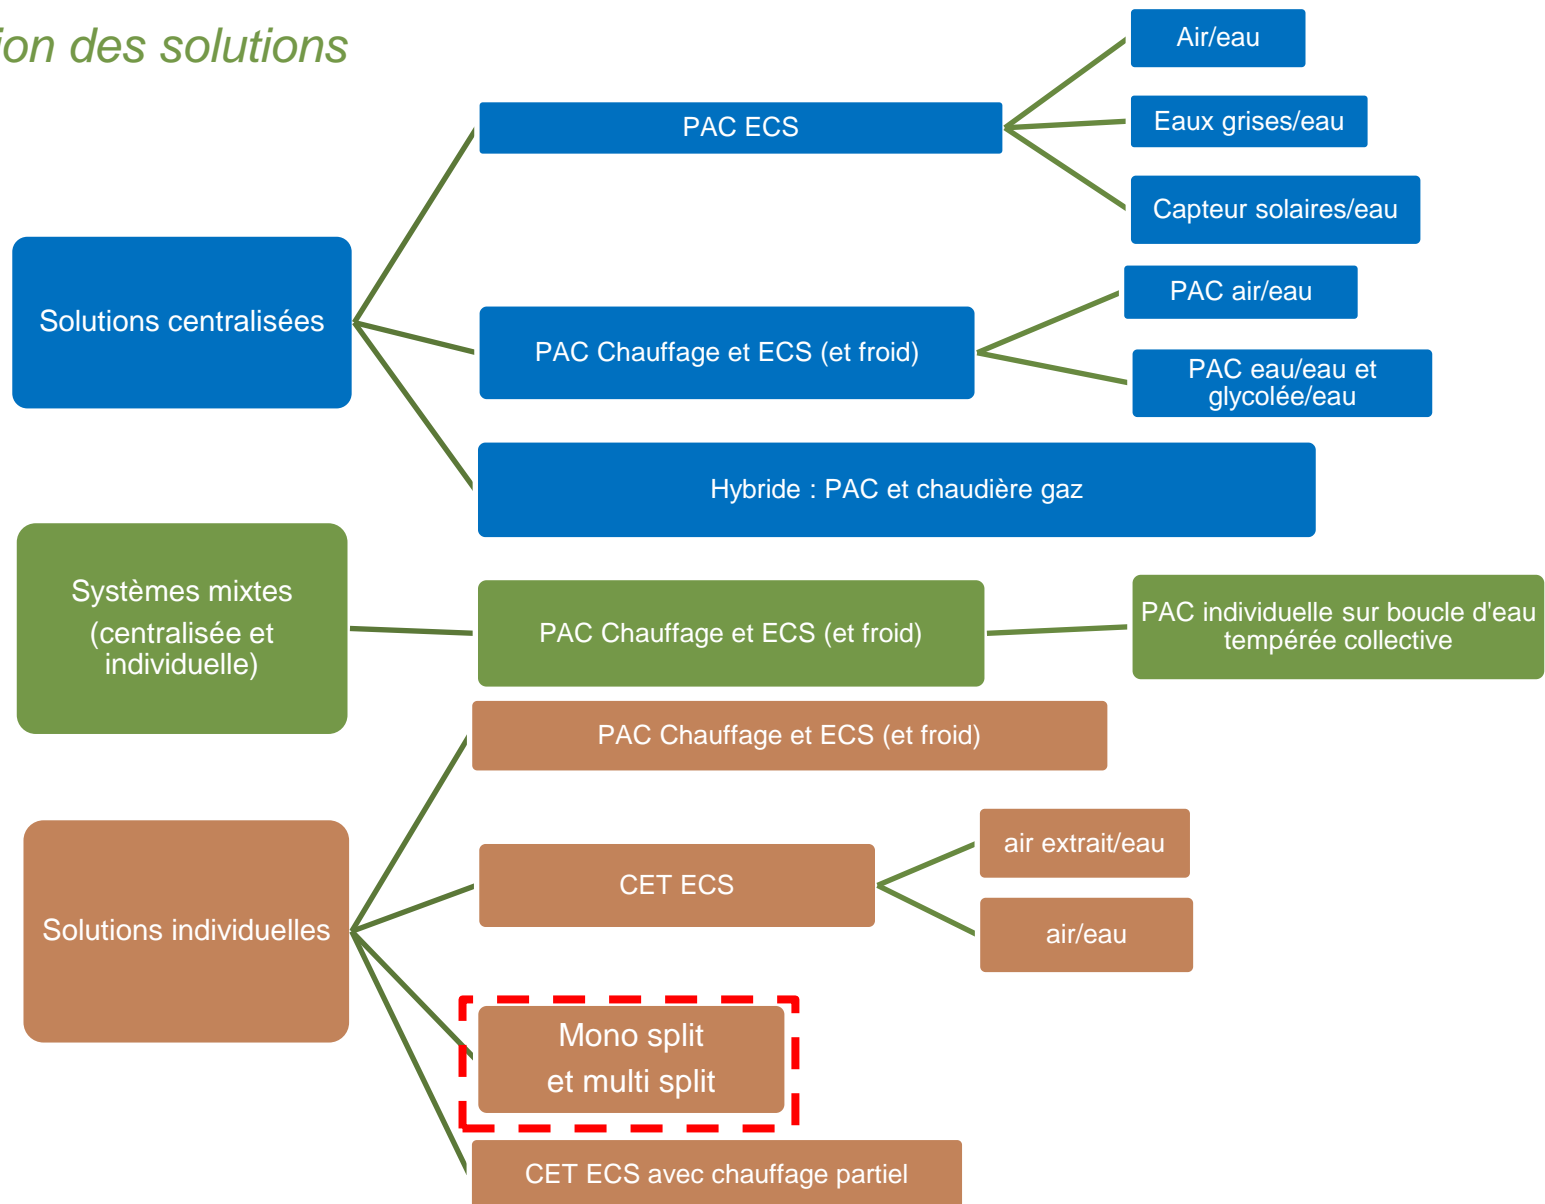 ion des solutions
Air/eau
PAC ECS
Eaux grises/eau
Capteur solaires/eau
Solutions centralisées
PAC air/eau
PAC Chauffage et ECS (et froid)
PAC eau/eau et
glycolée/eau
Hybride : PAC et chaudière gaz
Systèmes mixtes
(centralisée et
individuelle)
PAC Chauffage et ECS (et froid)
PAC individuelle sur boucle d'eau
tempérée collective
PAC Chauffage et ECS (et froid)
Solutions individuelles
CET ECS
air extrait/eau
air/eau
Mono split
et multi split
CET ECS avec chauffage partiel